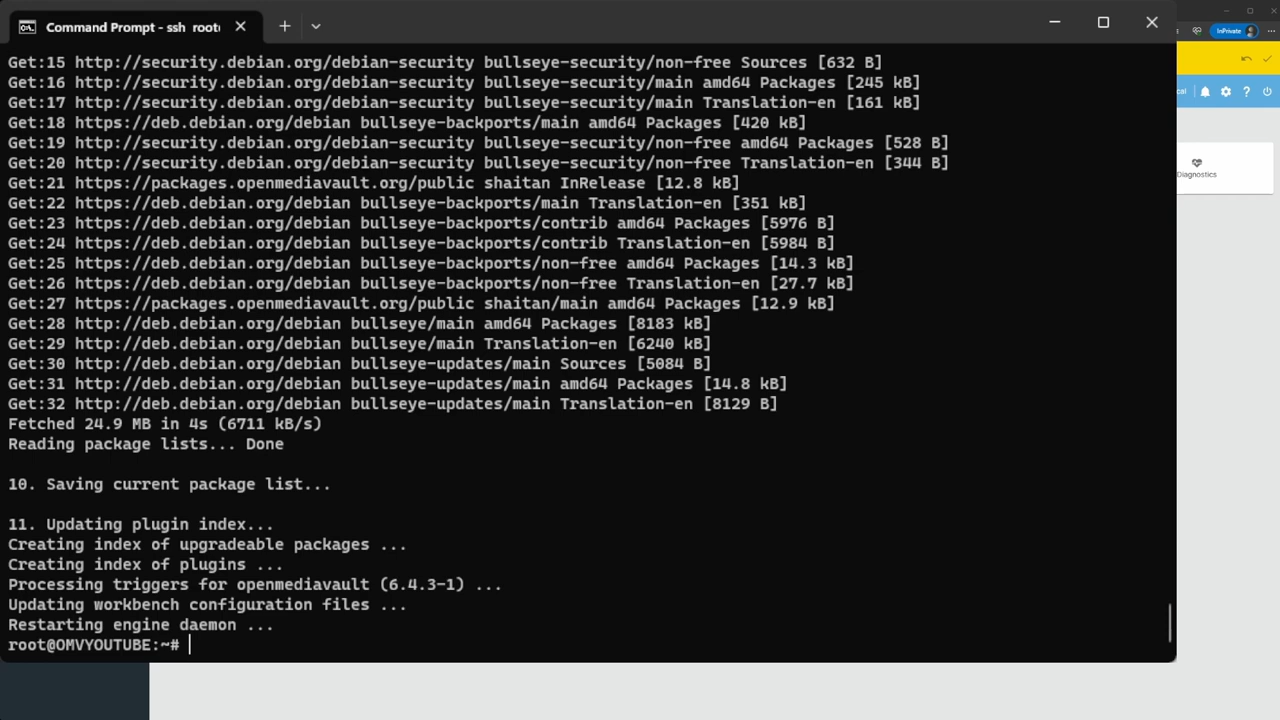 Command Prompt - ssh root
InPrivate
Get:15 http://security.debian.org/debian-security bullseye-security/non-free Sources [632 B]
Get:16 http://security.debian.org/debian-security bullseye-security/main amd64 Packages [245 kB]
Get:17 http://security.debian.org/debian-security bullseye-security/main Translation-en [161 kB]
Get:18 https://deb.debian.org/debian bullseye-backports/main amd64 Packages [420 kB]
Get:19 http://security.debian.org/debian-security bullseye-security/non-free amd64 Packages [528 B]
Get:20 http://security.debian.org/debian-security bullseye-security/non-free Translation-en [344 B]
Get:21 https://packages.openmediavault.org/public shaitan InRelease [12.8 kB]
Get:22 https://deb.debian.org/debian bullseye-backports/main Translation-en [351 kB]
Get:23 https://deb.debian.org/debian bullseye-backports/contrib amd64 Packages [5976 B]
Get:24 https://deb.debian.org/debian bullseye-backports/contrib Translation-en [5984 B]
Get:25 https://deb.debian.org/debian bullseye-backports/non-free amd64 Packages [14.3 kB]
Get:26 https://deb.debian.org/debian bullseye-backports/non-free Translation-en [27.7 kB]
Get:27 https://packages.openmediavault.org/public shaitan/main amd64 Packages [12.9 kB]
Get:28 http://deb.debian.org/debian bullseye/main amd64 Packages [8183 kB]
Get:29 http://deb.debian.org/debian bullseye/main Translation-en [6240 kB]
Get:30 http://deb.debian.org/debian bullseye-updates/main Sources [5084 B]
Get:31 http://deb.debian.org/debian bullseye-updates/main amd64 Packages [14.8 kB]
Get:32 http://deb.debian.org/debian bullseye-updates/main Translation-en [8129 B]
Fetched 24.9 MB in 4s (6711 kB/s)
Reading package lists... Done
10. Saving current package list...
11. Updating plugin index...
Creating index of upgradeable packages ...
Creating index of plugins ...
Processing triggers for openmediavault (6.4.3-1) ...
Updating workbench configuration files ...
Restarting engine daemon ...
root@OMVYOUTUBE:~#
cal
Diagnostics